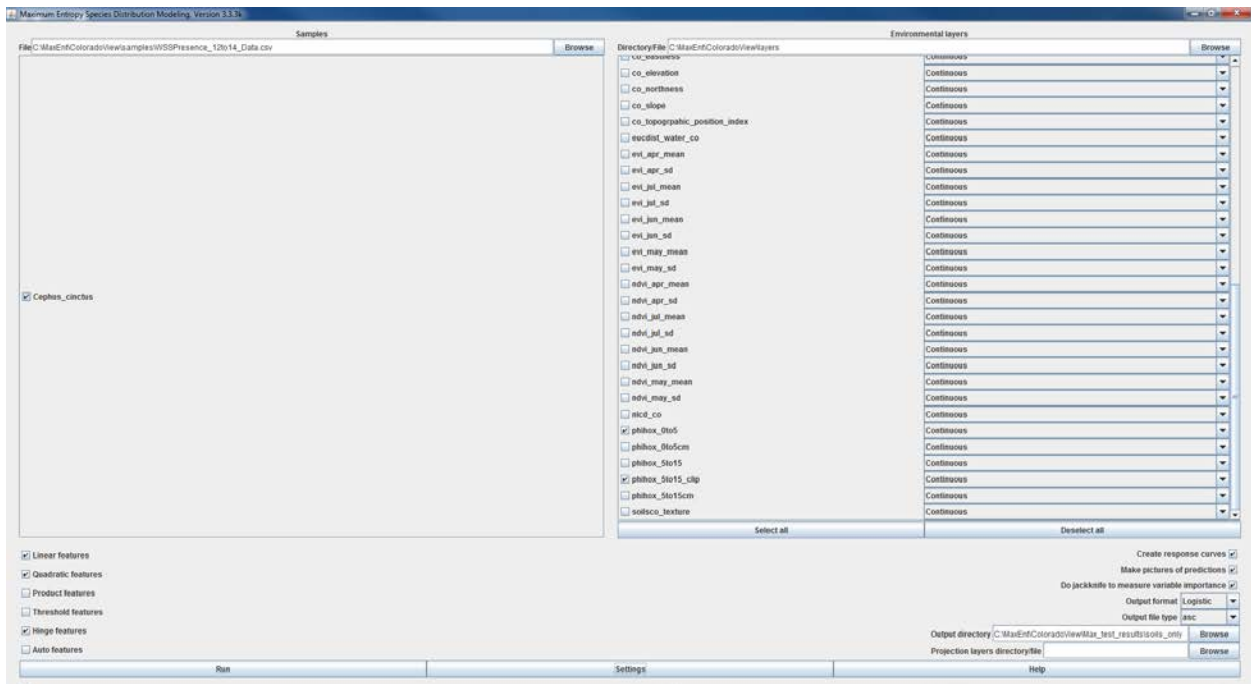 Maximum Entropy Species Distribution Modeling, Version 3.3.3k
Samples
File C:\MaxEnt\ColoradoView\samples\WSSPresence_12to14_Data.csv Browse
Cephus_cinctus
Environmental layers
Directory/File C:\MaxEnt\ColoradoView\layers Browse
co_eastness Continuous
co_elevation Continuous
co_northness Continuous
co_slope Continuous
co_topogrpahic_position_index Continuous
eucdist_water_co Continuous
evi_apr_mean Continuous
evi_apr_sd Continuous
evi_jul_mean Continuous
evi_jul_sd Continuous
evi_jun_mean Continuous
evi_jun_sd Continuous
evi_may_mean Continuous
evi_may_sd Continuous
ndvi_apr_mean Continuous
ndvi_apr_sd Continuous
ndvi_jul_mean Continuous
ndvi_jul_sd Continuous
ndvi_jun_mean Continuous
ndvi_jun_sd Continuous
ndvi_may_mean Continuous
ndvi_may_sd Continuous
nlcd_co Continuous
phihox_0to5 Continuous
phihox_0to5cm Continuous
phihox_5to15 Continuous
phihox_5to15_clip Continuous
phihox_5to15cm Continuous
soilsco_texture Continuous
Select all Deselect all
Linear features
Quadratic features
Product features
Threshold features
Hinge features
Auto features
Create response curves
Make pictures of predictions
Do jackknife to measure variable importance
Output format Logistic
Output file type asc
Output directory C:\MaxEnt\ColoradoView\Max_test_results\soils_only Browse
Projection layers directory/file Browse
Run Settings Help